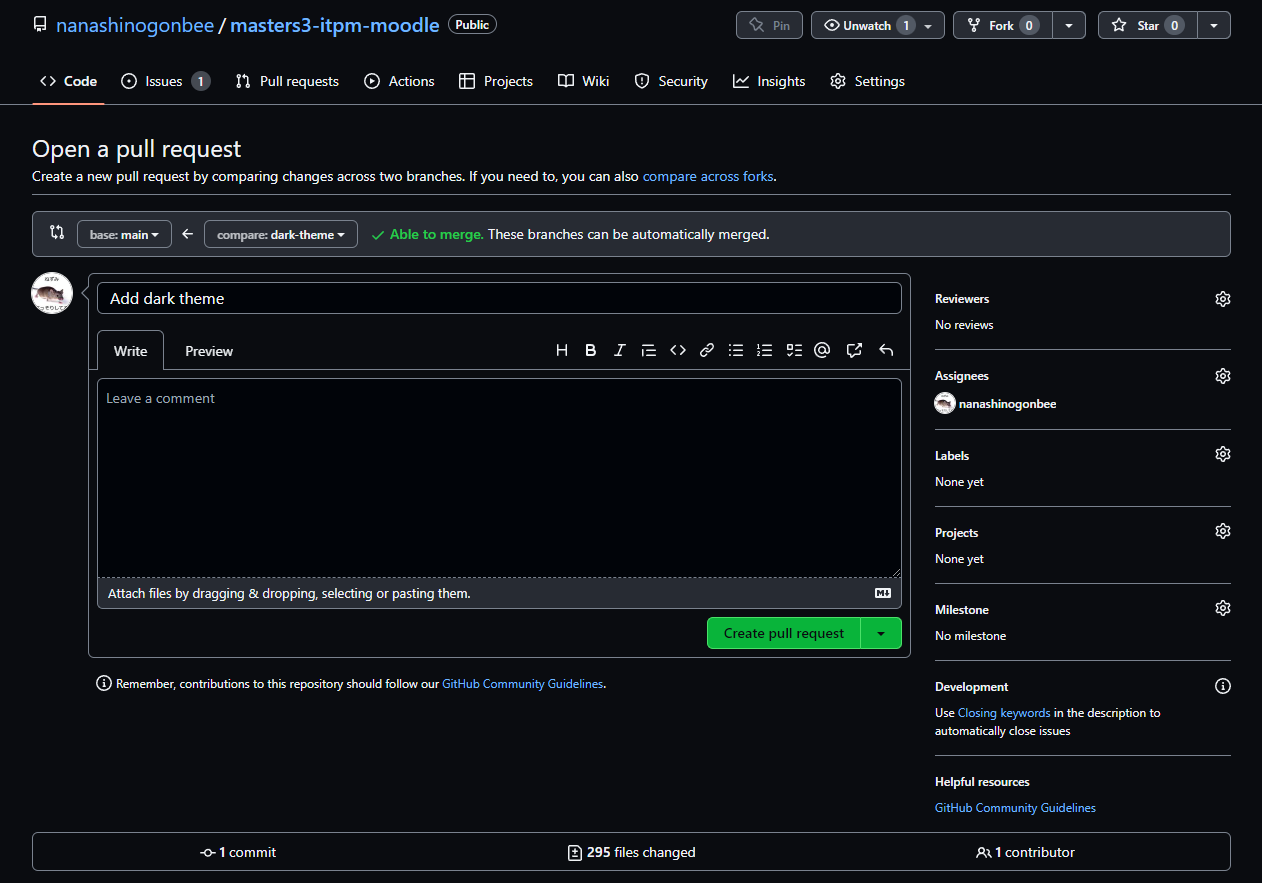 nanashinogonbee / masters3-itpm-moodle Public Pin Unwatch 1 Fork 0 Star 0
Code Issues 1 Pull requests Actions Projects Wiki Security Insights Settings
Open a pull request
Create a new pull request by comparing changes across two branches. If you need to, you can also compare across forks.
base: main compare: dark-theme Able to merge. These branches can be automatically merged.
Add dark theme
Write Preview
Leave a comment
Attach files by dragging & dropping, selecting or pasting them.
Create pull request
Remember, contributions to this repository should follow our GitHub Community Guidelines.
Reviewers
No reviews
Assignees
nanashinogonbee
Labels
None yet
Projects
None yet
Milestone
No milestone
Development
Use Closing keywords in the description to
automatically close issues
Helpful resources
GitHub Community Guidelines
1 commit 295 files changed 1 contributor